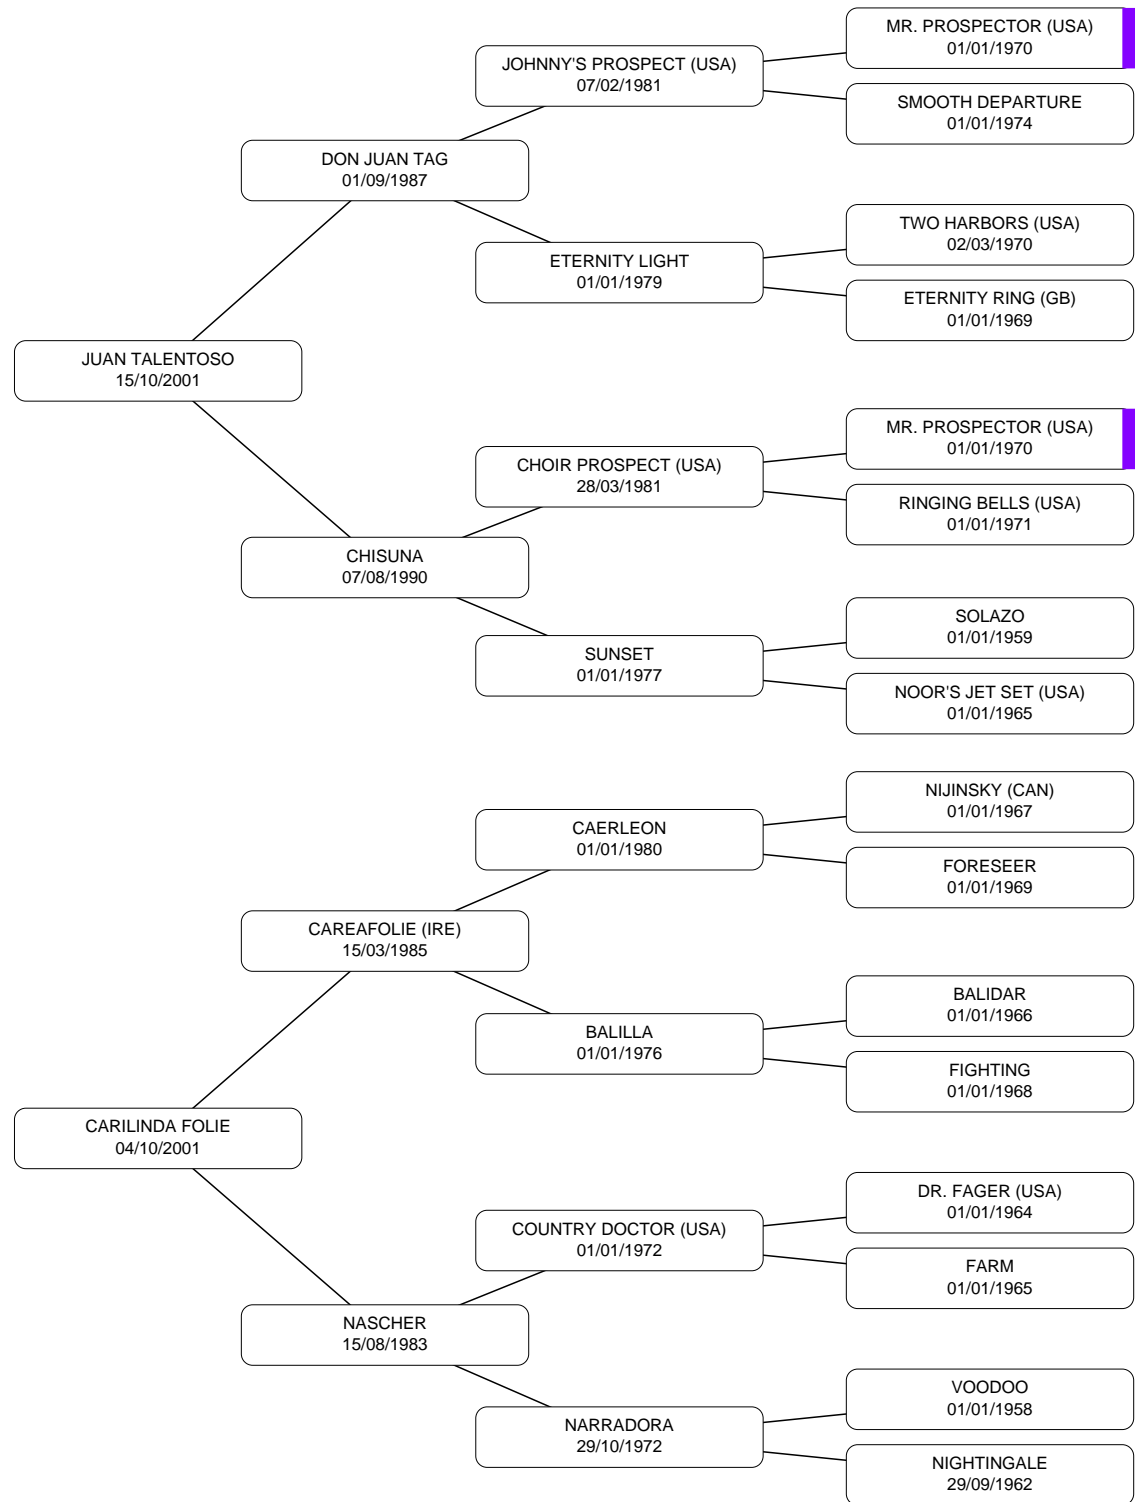 MR. PROSPECTOR (USA)
01/01/1970
JOHNNY'S PROSPECT (USA)
07/02/1981
SMOOTH DEPARTURE
01/01/1974
DON JUAN TAG
01/09/1987
TWO HARBORS (USA)
02/03/1970
ETERNITY LIGHT
01/01/1979
ETERNITY RING (GB)
01/01/1969
JUAN TALENTOSO
15/10/2001
MR. PROSPECTOR (USA)
01/01/1970
CHOIR PROSPECT (USA)
28/03/1981
RINGING BELLS (USA)
01/01/1971
CHISUNA
07/08/1990
SOLAZO
01/01/1959
SUNSET
01/01/1977
NOOR'S JET SET (USA)
01/01/1965
NIJINSKY (CAN)
01/01/1967
CAERLEON
01/01/1980
FORESEER
01/01/1969
CAREAFOLIE (IRE)
15/03/1985
BALIDAR
01/01/1966
BALILLA
01/01/1976
FIGHTING
01/01/1968
CARILINDA FOLIE
04/10/2001
DR. FAGER (USA)
01/01/1964
COUNTRY DOCTOR (USA)
01/01/1972
FARM
01/01/1965
NASCHER
15/08/1983
VOODOO
01/01/1958
NARRADORA
29/10/1972
NIGHTINGALE
29/09/1962